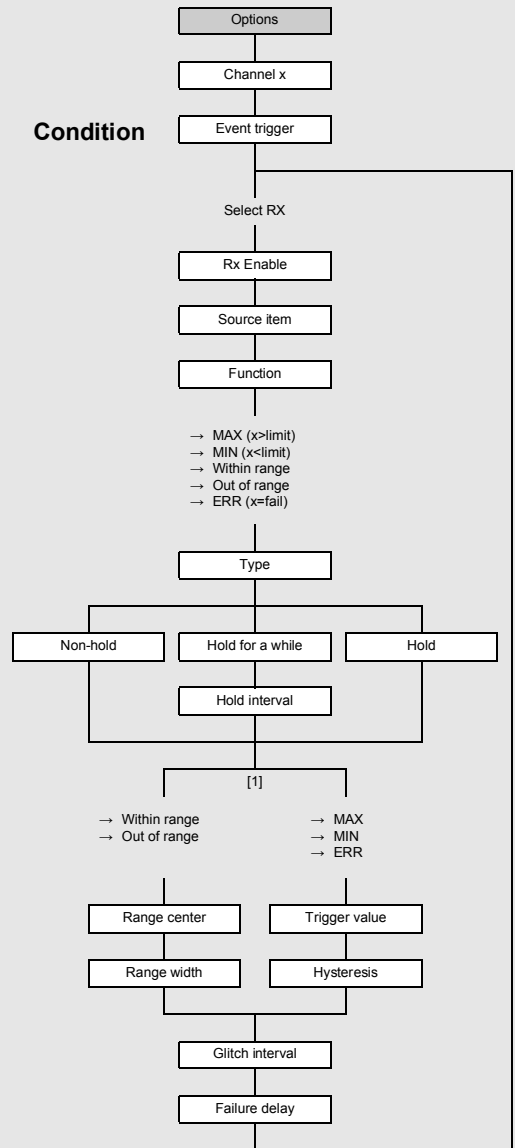 Options
Channel x
Condition
Event trigger
Select RX
Rx Enable
Source item
Function
→ MAX (x>limit)
→ MIN (x<limit)
→ Within range
→ Out of range
→ ERR (x=fail)
Type
Non-hold
Hold for a while
Hold
Hold interval
[1]
→ Within range
→ Out of range
→ MAX
→ MIN
→ ERR
Range center
Trigger value
Range width
Hysteresis
Glitch interval
Failure delay